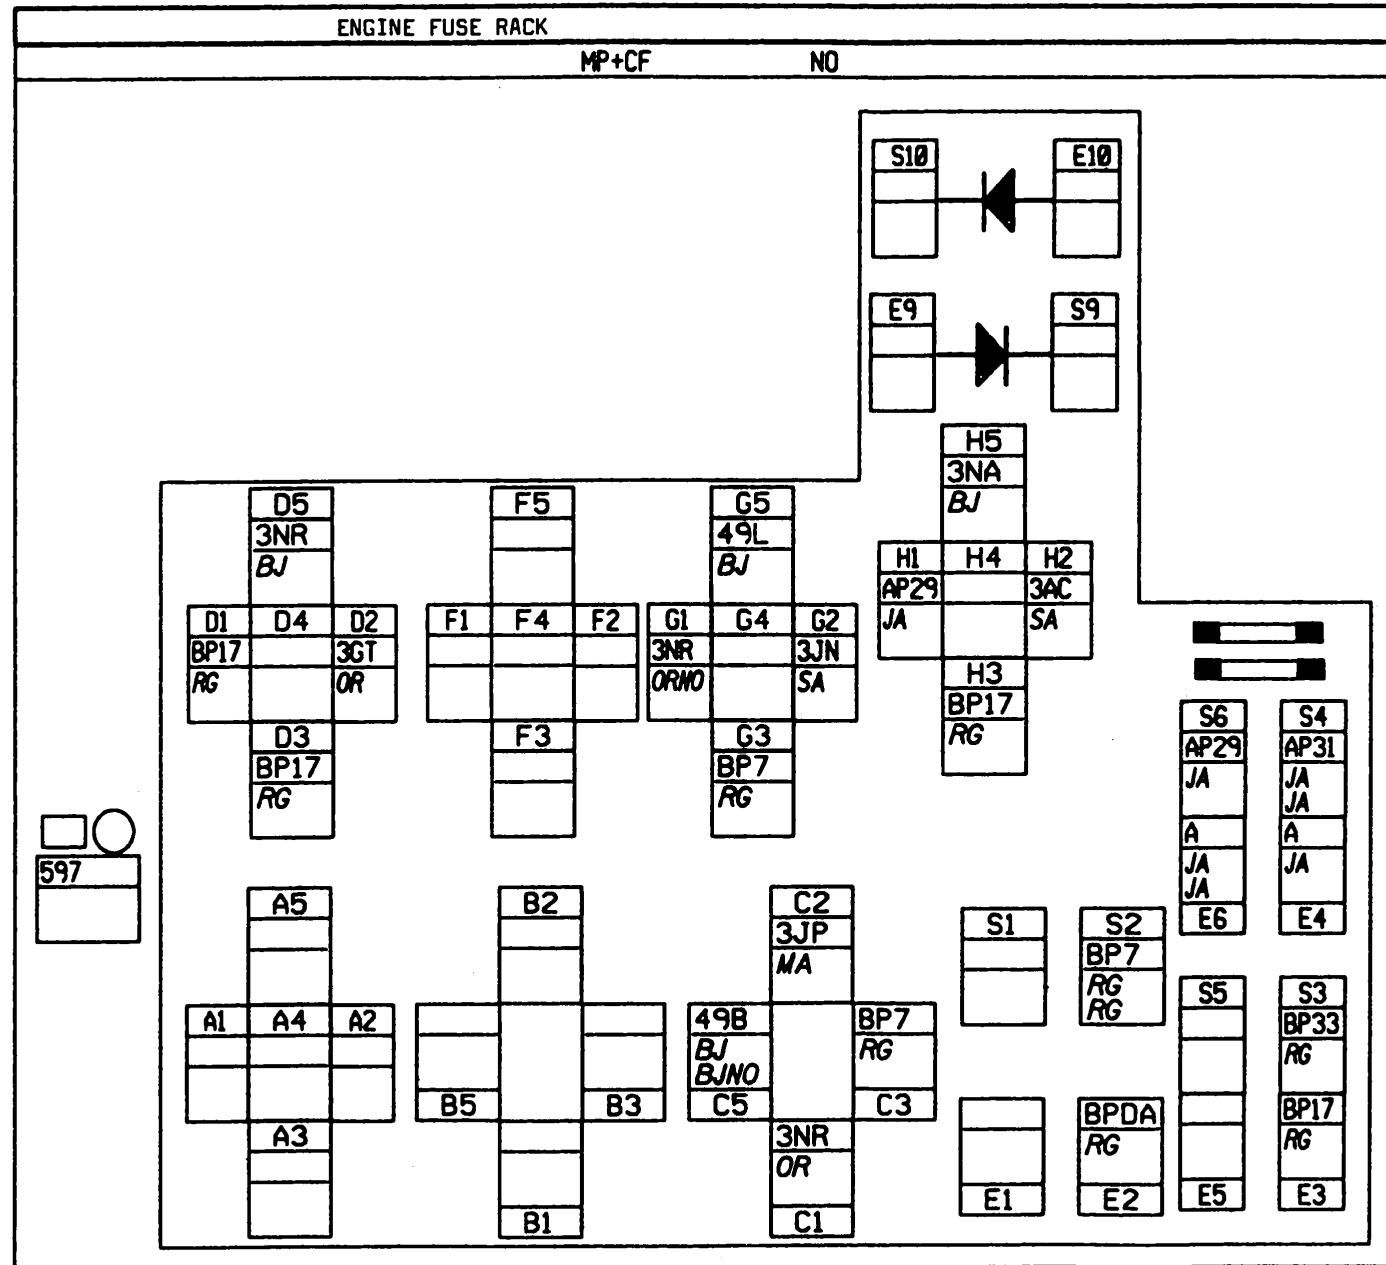 ENGINE FUSE RACK
MP+CF NO
S10 E10
E9 S9
H5
3NA
BJ
H1 H4 H2
AP29 3AC
JA SA
H3
BP17
RG
D5 F5 G5
3NR 49L
BJ BJ
D1 D4 D2 F1 F4 F2 G1 G4 G2
BP17 3GT 3NR 3JN
RG OR ORNO SA
D3 F3 G3
BP17 BP7
RG RG
S6 S4
AP29 AP31
JA JA
JA
A A
JA JA
JA
E6 E4
597
A5 B2 C2
3JP
MA
S1 S2
BP7
RG
RG
A1 A4 A2 49B BP7
BJ RG
BJNO
B5 B3 C5 C3
A3 3NR
OR
B1 C1
S5 S3
BP33
RG
BPDA BP17
RG RG
E1 E2 E5 E3